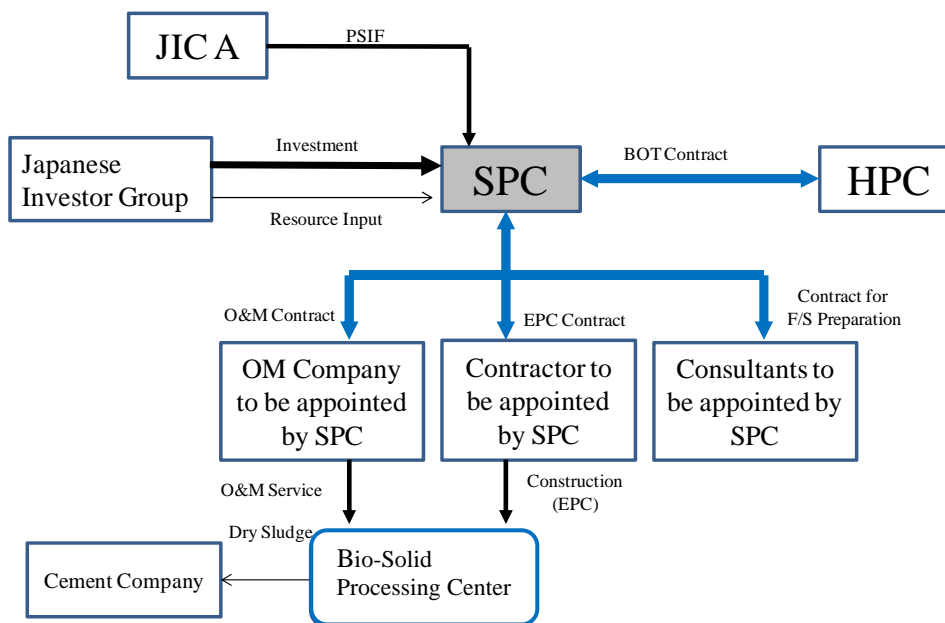 JIC A
PSIF
Japanese
Investor Group
Investment
Resource Input
SPC
BOT Contract
HPC
O&M Contract
EPC Contract
Contract for
F/S Preparation
OM Company
to be appointed
by SPC
Contractor to
be appointed
by SPC
Consultants to
be appointed by
SPC
O&M Service
Construction
(EPC)
Dry Sludge
Cement Company
Bio-Solid
Processing Center